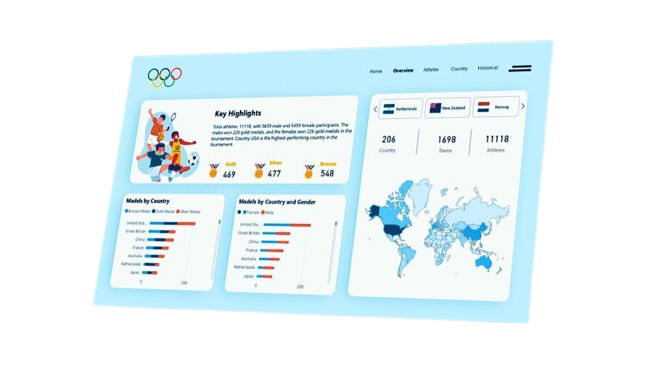 Home Overview Athletes Country Historical
Key Highlights
Total athletes 11118, with 5659 male and 5459 female participants. The
males won 226 gold medals, and the females won 226 gold medals in the
tournament. Country USA is the highest-performing country in the
tournament.
Gold
469
Silver
477
Bronze
548
Netherlands
New Zealand
Norway
206
Country
1698
Teams
11118
Athletes
Madels by Country
Bronze Medal Gold Medal Silver Medal
United Stat...
Great Britain
China
France
Australia
Netherlands
Japan
0 200
Madels by Country and Gender
Female Male
United Stat...
Great Britain
China
France
Australia
Netherlands
Japan
0 200